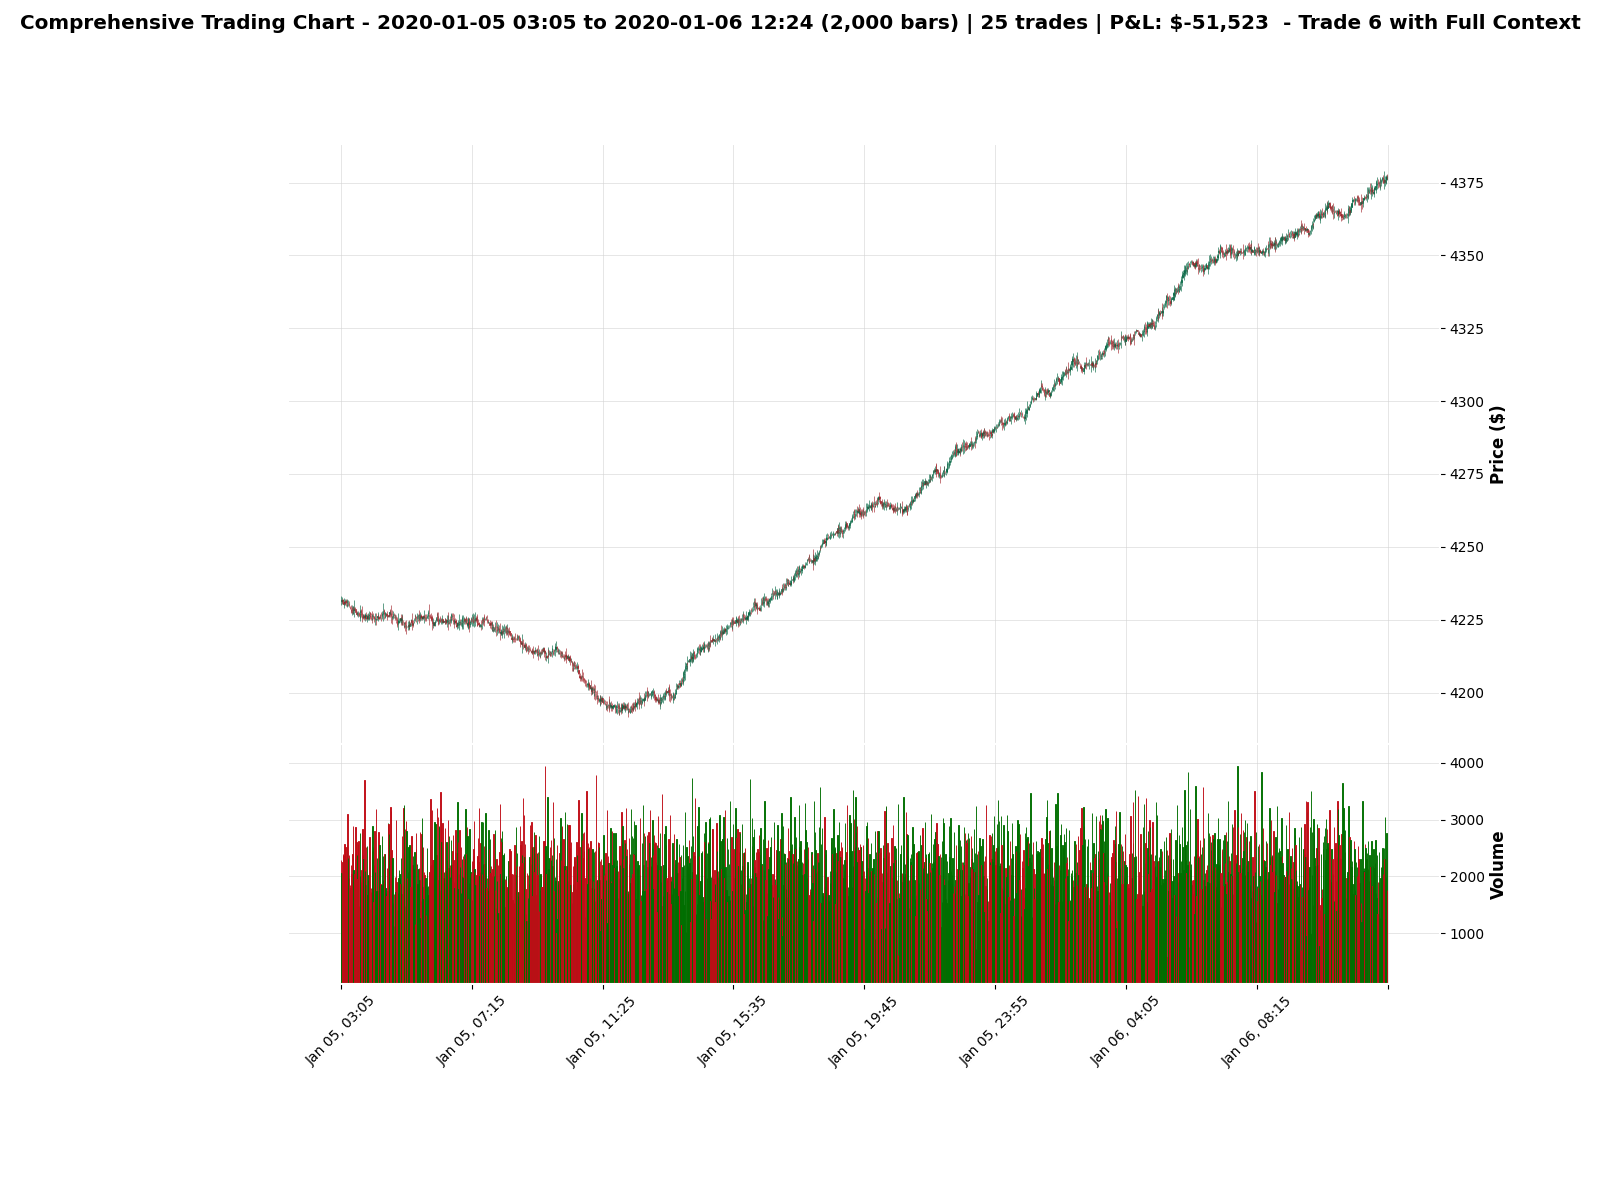 Comprehensive Trading Chart - 2020-01-05 03:05 to 2020-01-06 12:24 (2,000 bars) | 25 trades | P&L: $-51,523  - Trade 6 with Full Context
4375
4350
4325
4300
4275
4250
4225
4200
Price ($)
4000
3000
2000
1000
Volume
Jan 05, 03:05
Jan 05, 07:15
Jan 05, 11:25
Jan 05, 15:35
Jan 05, 19:45
Jan 05, 23:55
Jan 06, 04:05
Jan 06, 08:15